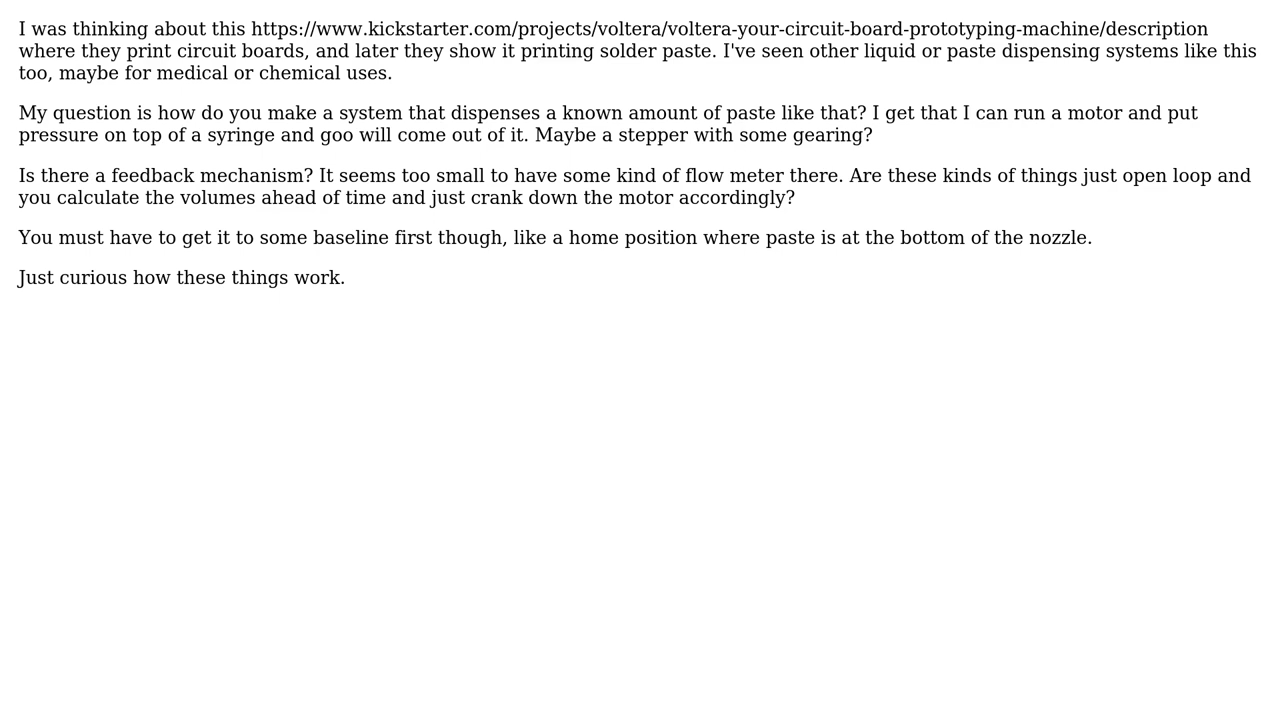 I was thinking about this https://www.kickstarter.com/projects/voltera/voltera-your-circuit-board-prototyping-machine/description
where they print circuit boards, and later they show it printing solder paste. I've seen other liquid or paste dispensing systems like this
too, maybe for medical or chemical uses.
My question is how do you make a system that dispenses a known amount of paste like that? I get that I can run a motor and put
pressure on top of a syringe and goo will come out of it. Maybe a stepper with some gearing?
Is there a feedback mechanism? It seems too small to have some kind of flow meter there. Are these kinds of things just open loop and
you calculate the volumes ahead of time and just crank down the motor accordingly?
You must have to get it to some baseline first though, like a home position where paste is at the bottom of the nozzle.
Just curious how these things work.